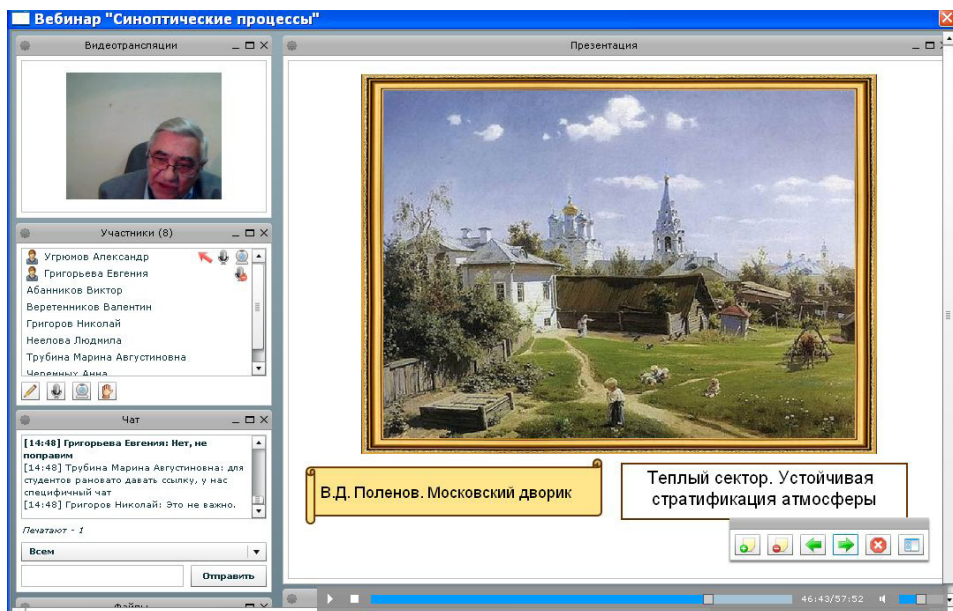 Вебинар "Синоптические процессы"
Видеотрансляции
Участники (8)
Угрюмов Александр
Григорьева Евгения
Абанников Виктор
Веретенников Валентин
Григоров Николай
Неелова Людмила
Трубина Марина Августиновна
Черемных Анна
Чат
[14:48] Григорьева Евгения: Нет, не
поправим
[14:48] Трубина Марина Августиновна: для
студентов рановато давать ссылку, у нас
специфичный чат
[14:48] Григоров Николай: Это не важно.
Печатают - 1
Всем
Отправить
Файлы
Презентация
В.Д. Поленов. Московский дворик
Теплый сектор. Устойчивая
стратификация атмосферы
46:43/57:52